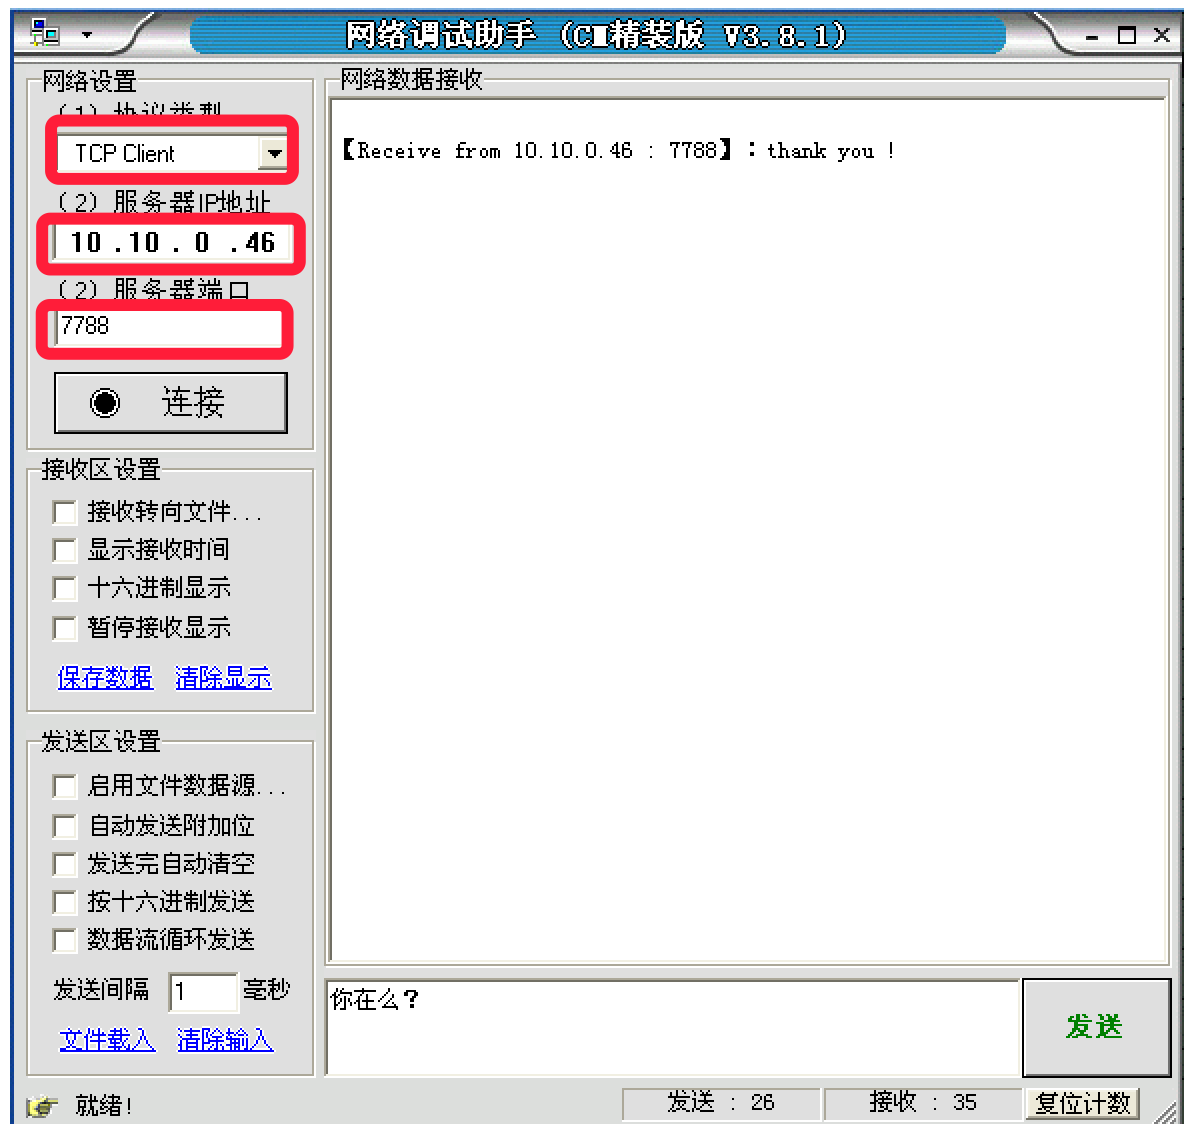 网络调试助手 (CM精装版 V3.8.1)
网络设置
(1) 协议类型
TCP Client
(2) 服务器IP地址
10 .10 . 0 .46
(2) 服务器端口
7788
连接
接收区设置
接收转向文件...
显示接收时间
十六进制显示
暂停接收显示
保存数据 清除显示
发送区设置
启用文件数据源...
自动发送附加位
发送完自动清空
按十六进制发送
数据流循环发送
发送间隔 1 毫秒
文件载入 清除输入
网络数据接收
【Receive from 10.10.0.46 : 7788】：thank you !
你在么?
发送
就绪!
发送 : 26
接收 : 35
复位计数